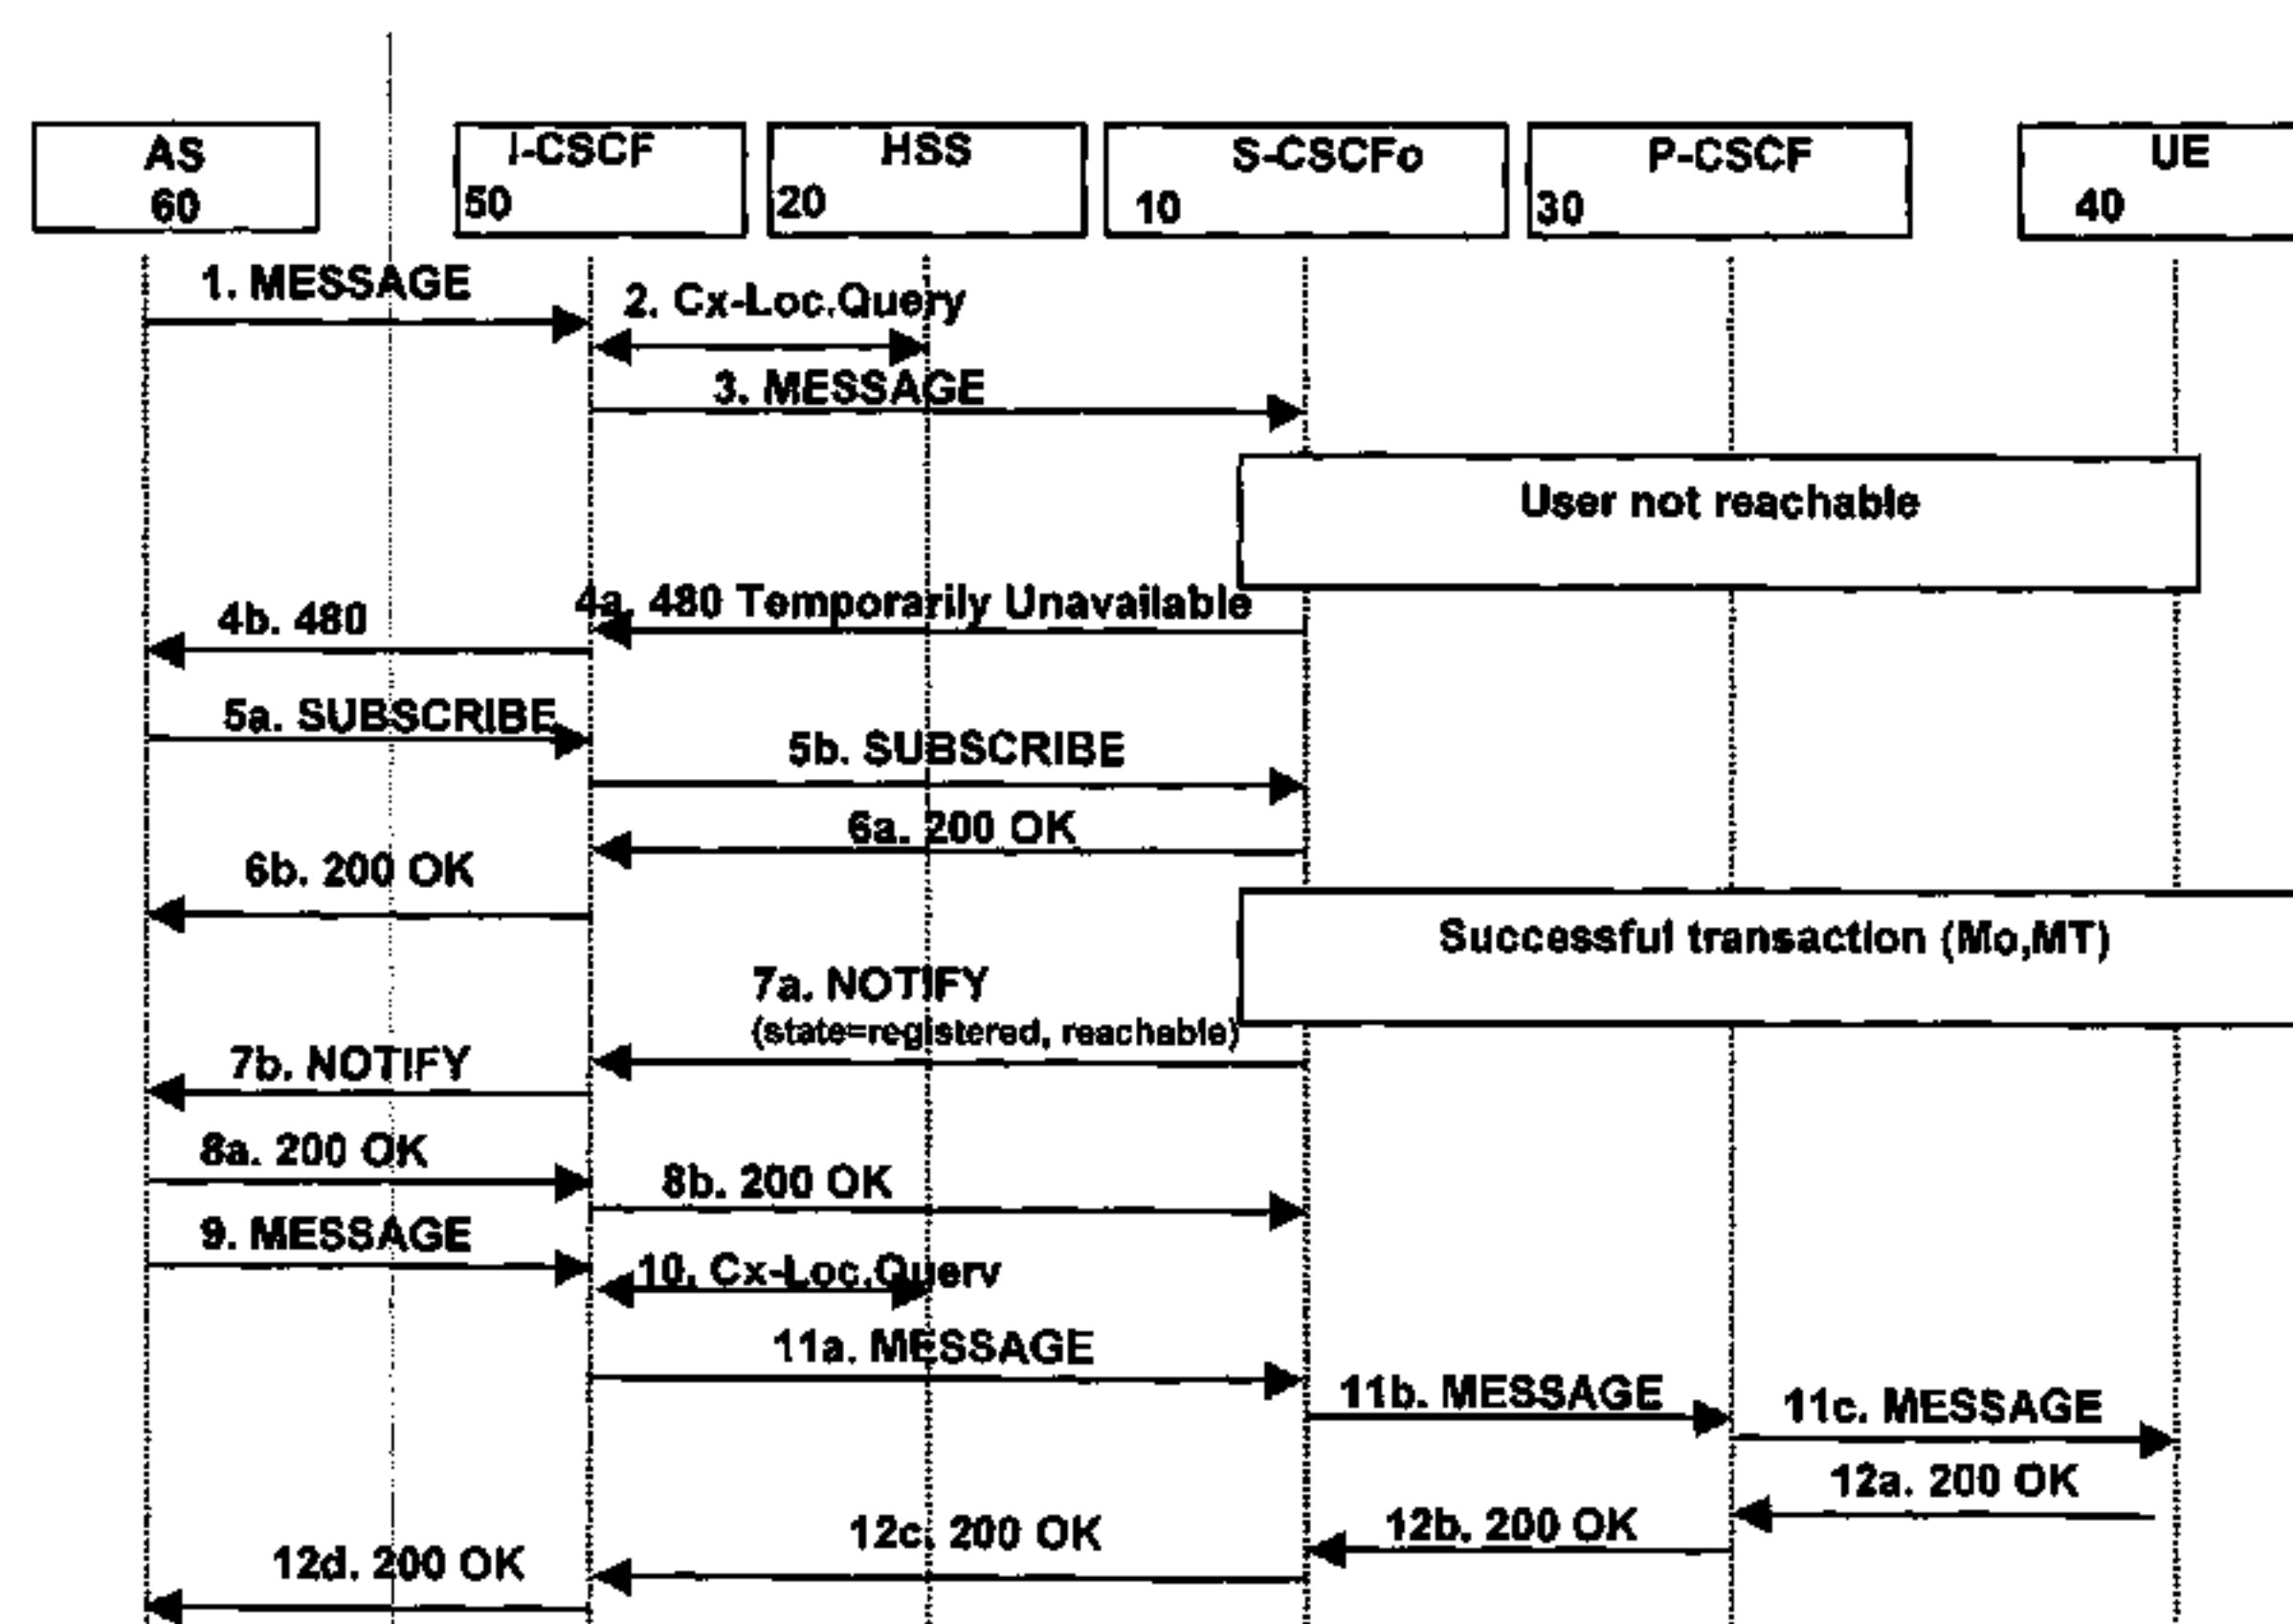 AS
60
I-CSCF
50
HSS
20
S-CSCFo
10
P-CSCF
30
UE
40
1. MESSAGE
2. Cx-Loc.Query
3. MESSAGE
User not reachable
4a. 480 Temporarily Unavailable
4b. 480
5a. SUBSCRIBE
5b. SUBSCRIBE
6a. 200 OK
6b. 200 OK
Successful transaction (Mo,MT)
7a. NOTIFY
(state=registered, reachable)
7b. NOTIFY
8a. 200 OK
8b. 200 OK
9. MESSAGE
10. Cx-Loc.Query
11a. MESSAGE
11b. MESSAGE
11c. MESSAGE
12a. 200 OK
12b. 200 OK
12c. 200 OK
12d. 200 OK